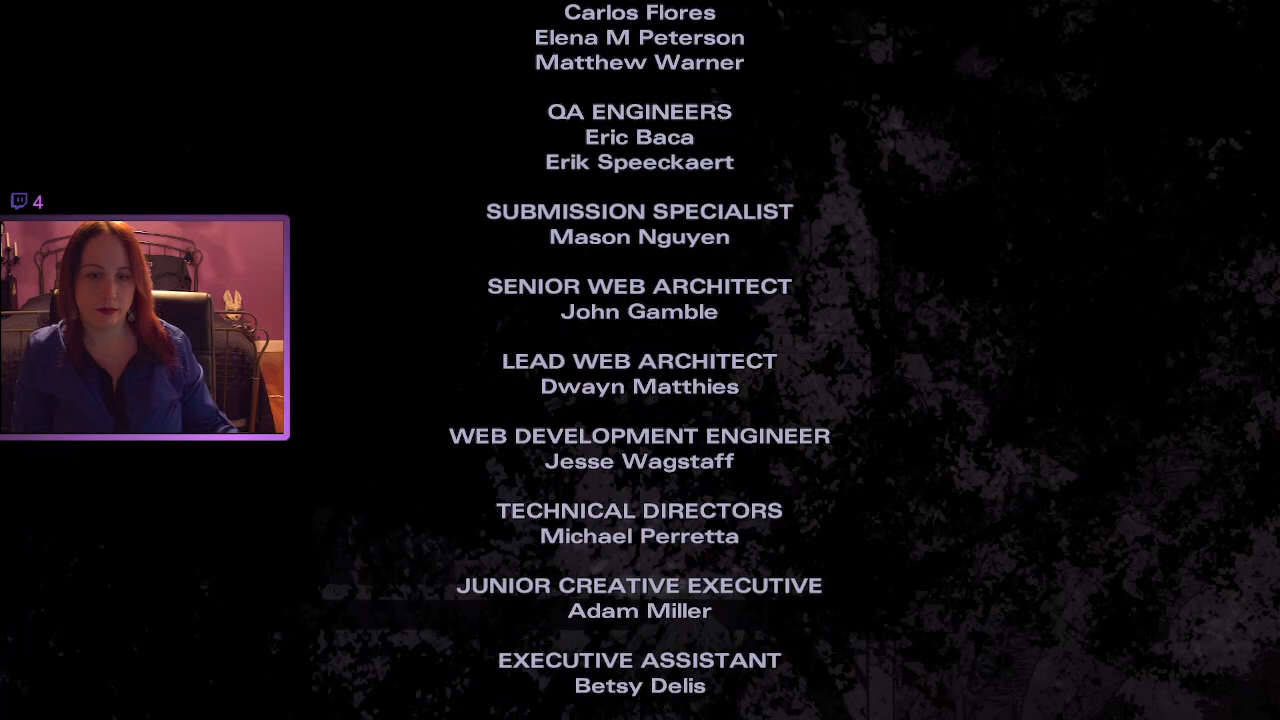 Carlos Flores
Elena M Peterson
Matthew Warner
QA ENGINEERS
Eric Baca
Erik Speeckaert
SUBMISSION SPECIALIST
Mason Nguyen
4
SENIOR WEB ARCHITECT
John Gamble
LEAD WEB ARCHITECT
Dwayn Matthies
WEB DEVELOPMENT ENGINEER
Jesse Wagstaff
TECHNICAL DIRECTORS
Michael Perretta
JUNIOR CREATIVE EXECUTIVE
Adam Miller
EXECUTIVE ASSISTANT
Betsy Delis